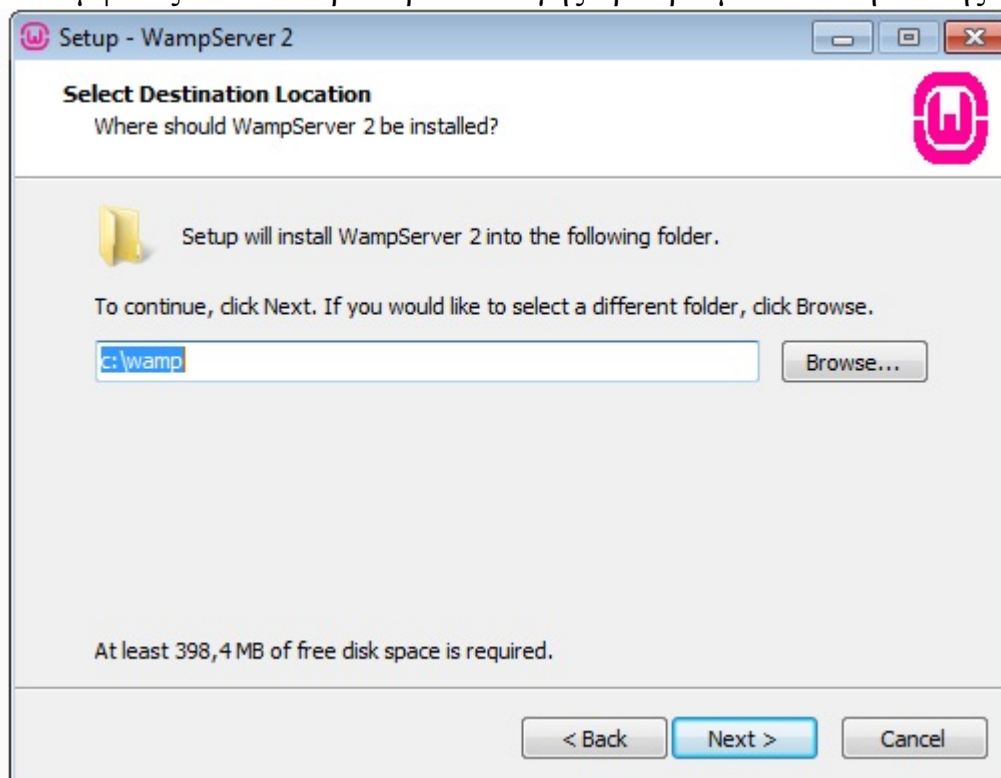 Setup - WampServer 2
Select Destination Location
Where should WampServer 2 be installed?
Setup will install WampServer 2 into the following folder.
To continue, click Next. If you would like to select a different folder, click Browse.
c:\wamp
Browse...
At least 398,4 MB of free disk space is required.
< Back
Next >
Cancel